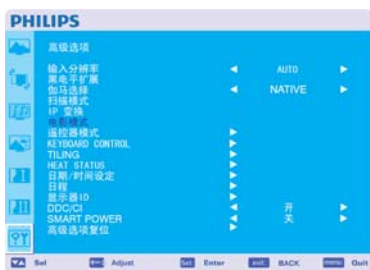 PHILIPS
高级选项
输入分辨率 AUTO
黑电平扩展
伽马选择 NATIVE
扫描模式
IP 变换
电影模式
遥控器模式
KEYBOARD CONTROL
TILING
HEAT STATUS
日期/时间设定
日程
显示器ID
DDC/CI 开
SMART POWER 关
高级选项复位
Sel Adjust Set Enter exit BACK menu Quit